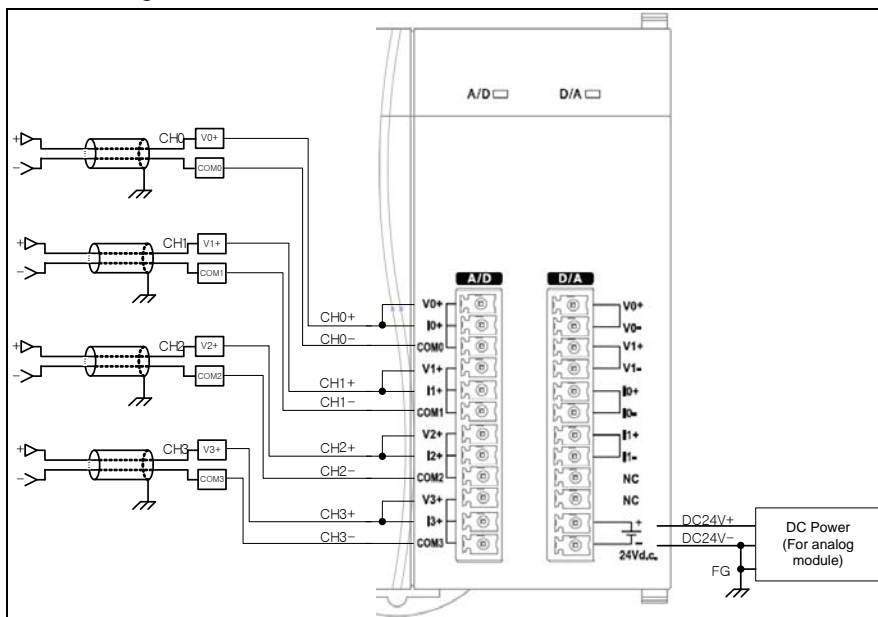 A/D
D/A
+ CH0 V0+
- COM0
+ CH1 V1+
- COM1
+ CH2 V2+
- COM2
+ CH3 V3+
- COM3
CH0+
CH0-
CH1+
CH1-
CH2+
CH2-
CH3+
CH3-
A/D
V0+
I0+
COM0
V1+
I1+
COM1
V2+
I2+
COM2
V3+
I3+
COM3
D/A
V0+
V0-
V1+
V1-
I0+
I0-
I1+
I1-
NC
NC
+
-
24Vd.c.
DC24V+
DC24V-
FG
DC Power
(For analog
module)